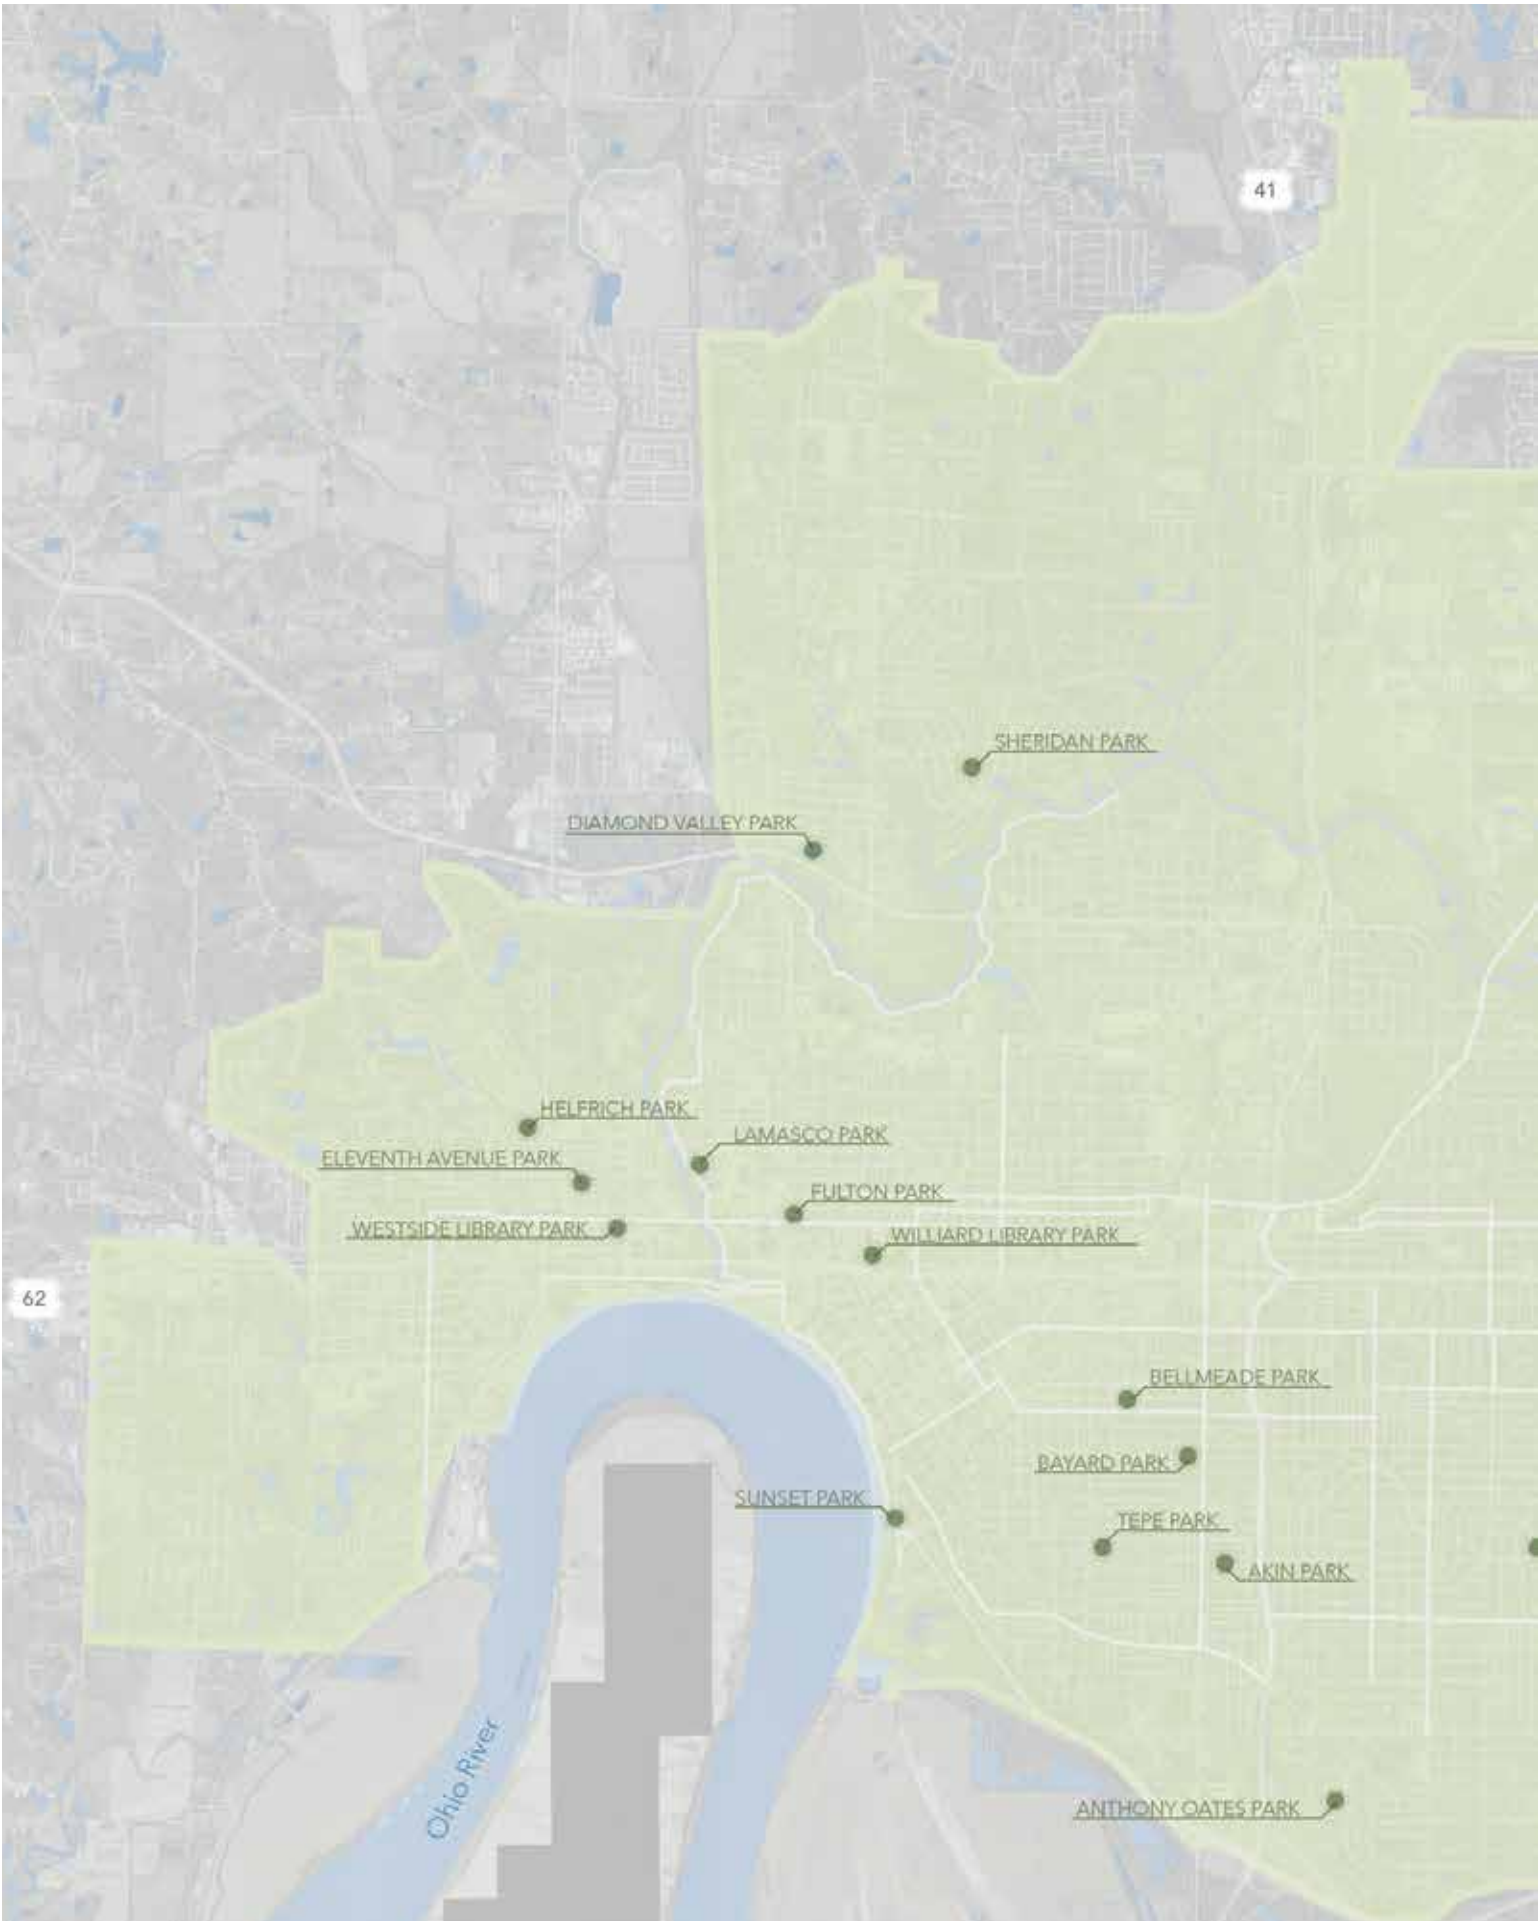 41
SHERIDAN PARK
DIAMOND VALLEY PARK
HELFRICH PARK
LAMASCO PARK
ELEVENTH AVENUE PARK
FULTON PARK
WESTSIDE LIBRARY PARK
WILLIARD LIBRARY PARK
62
BELLMEADE PARK
BAYARD PARK
SUNSET PARK
TEPE PARK
AKIN PARK
Ohio River
ANTHONY OATES PARK